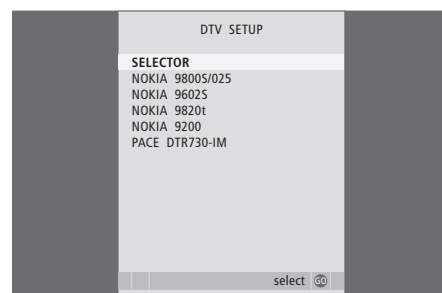 DTV SETUP
SELECTOR
NOKIA 9800S/025
NOKIA 9602S
NOKIA 9820t
NOKIA 9200
PACE DTR730-IM
select GO